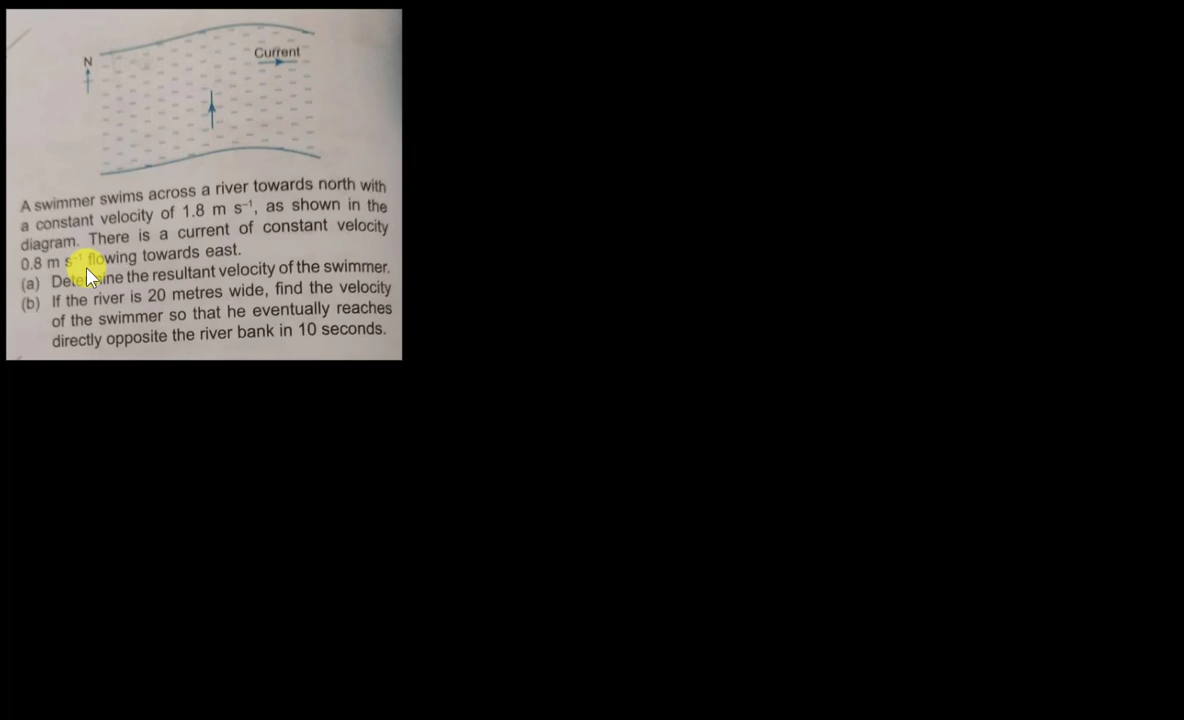 N
Current
A swimmer swims across a river towards north with
a constant velocity of 1.8 m s⁻¹, as shown in the
diagram. There is a current of constant velocity
0.8 m s⁻¹ flowing towards east.
(a) Determine the resultant velocity of the swimmer.
(b) If the river is 20 metres wide, find the velocity
of the swimmer so that he eventually reaches
directly opposite the river bank in 10 seconds.